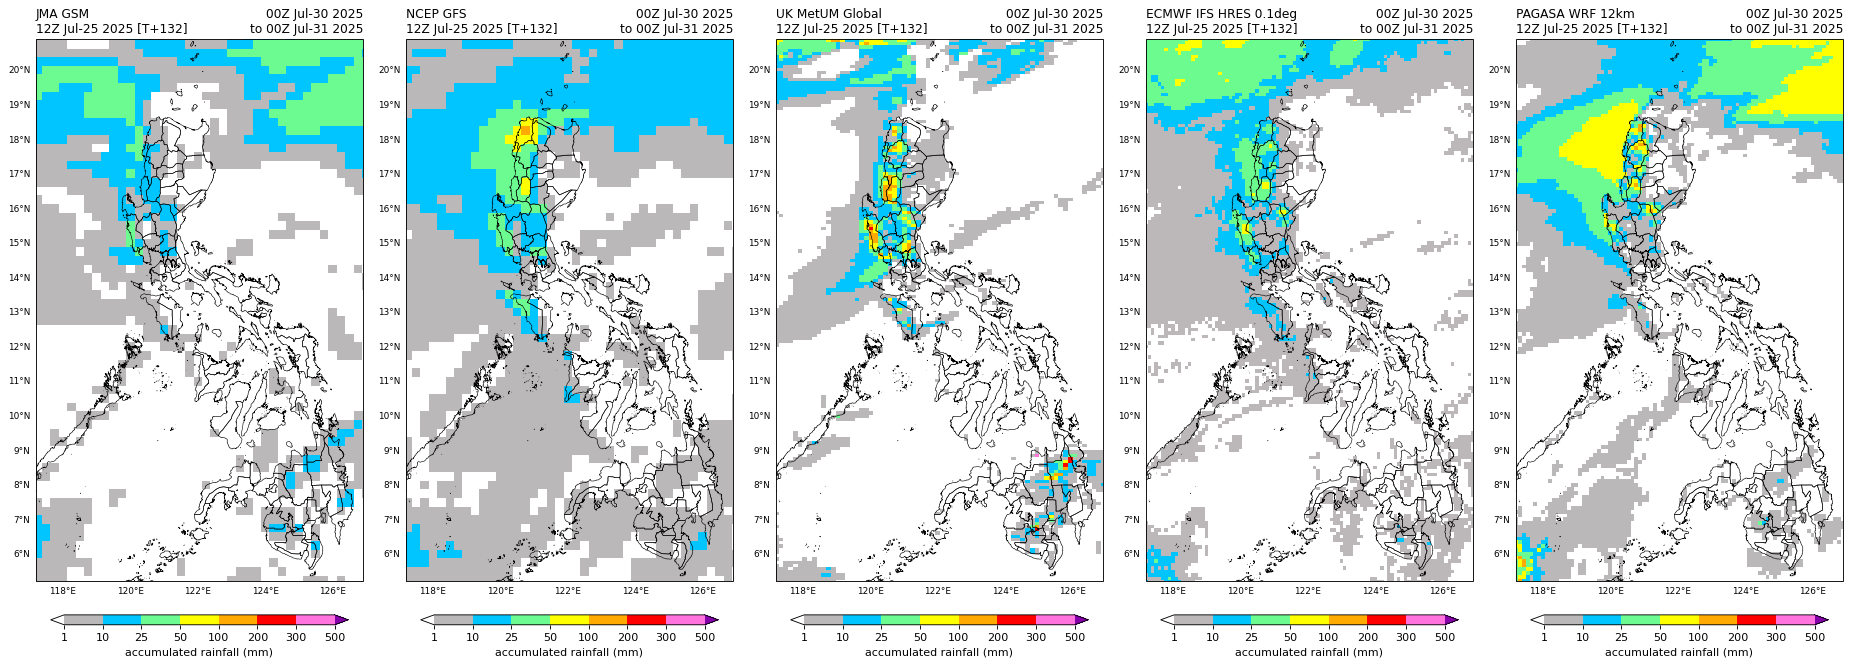 JMA GSM 00Z Jul-30 2025
12Z Jul-25 2025 [T+132] to 00Z Jul-31 2025
20°N
19°N
18°N
17°N
16°N
15°N
14°N
13°N
12°N
11°N
10°N
9°N
8°N
7°N
6°N
118°E 120°E 122°E 124°E 126°E
1 10 25 50 100 200 300 500
accumulated rainfall (mm)
NCEP GFS 00Z Jul-30 2025
12Z Jul-25 2025 [T+132] to 00Z Jul-31 2025
20°N
19°N
18°N
17°N
16°N
15°N
14°N
13°N
12°N
11°N
10°N
9°N
8°N
7°N
6°N
118°E 120°E 122°E 124°E 126°E
1 10 25 50 100 200 300 500
accumulated rainfall (mm)
UK MetUM Global 00Z Jul-30 2025
12Z Jul-25 2025 [T+132] to 00Z Jul-31 2025
20°N
19°N
18°N
17°N
16°N
15°N
14°N
13°N
12°N
11°N
10°N
9°N
8°N
7°N
6°N
118°E 120°E 122°E 124°E 126°E
1 10 25 50 100 200 300 500
accumulated rainfall (mm)
ECMWF IFS HRES 0.1deg 00Z Jul-30 2025
12Z Jul-25 2025 [T+132] to 00Z Jul-31 2025
20°N
19°N
18°N
17°N
16°N
15°N
14°N
13°N
12°N
11°N
10°N
9°N
8°N
7°N
6°N
118°E 120°E 122°E 124°E 126°E
1 10 25 50 100 200 300 500
accumulated rainfall (mm)
PAGASA WRF 12km 00Z Jul-30 2025
12Z Jul-25 2025 [T+132] to 00Z Jul-31 2025
20°N
19°N
18°N
17°N
16°N
15°N
14°N
13°N
12°N
11°N
10°N
9°N
8°N
7°N
6°N
118°E 120°E 122°E 124°E 126°E
1 10 25 50 100 200 300 500
accumulated rainfall (mm)